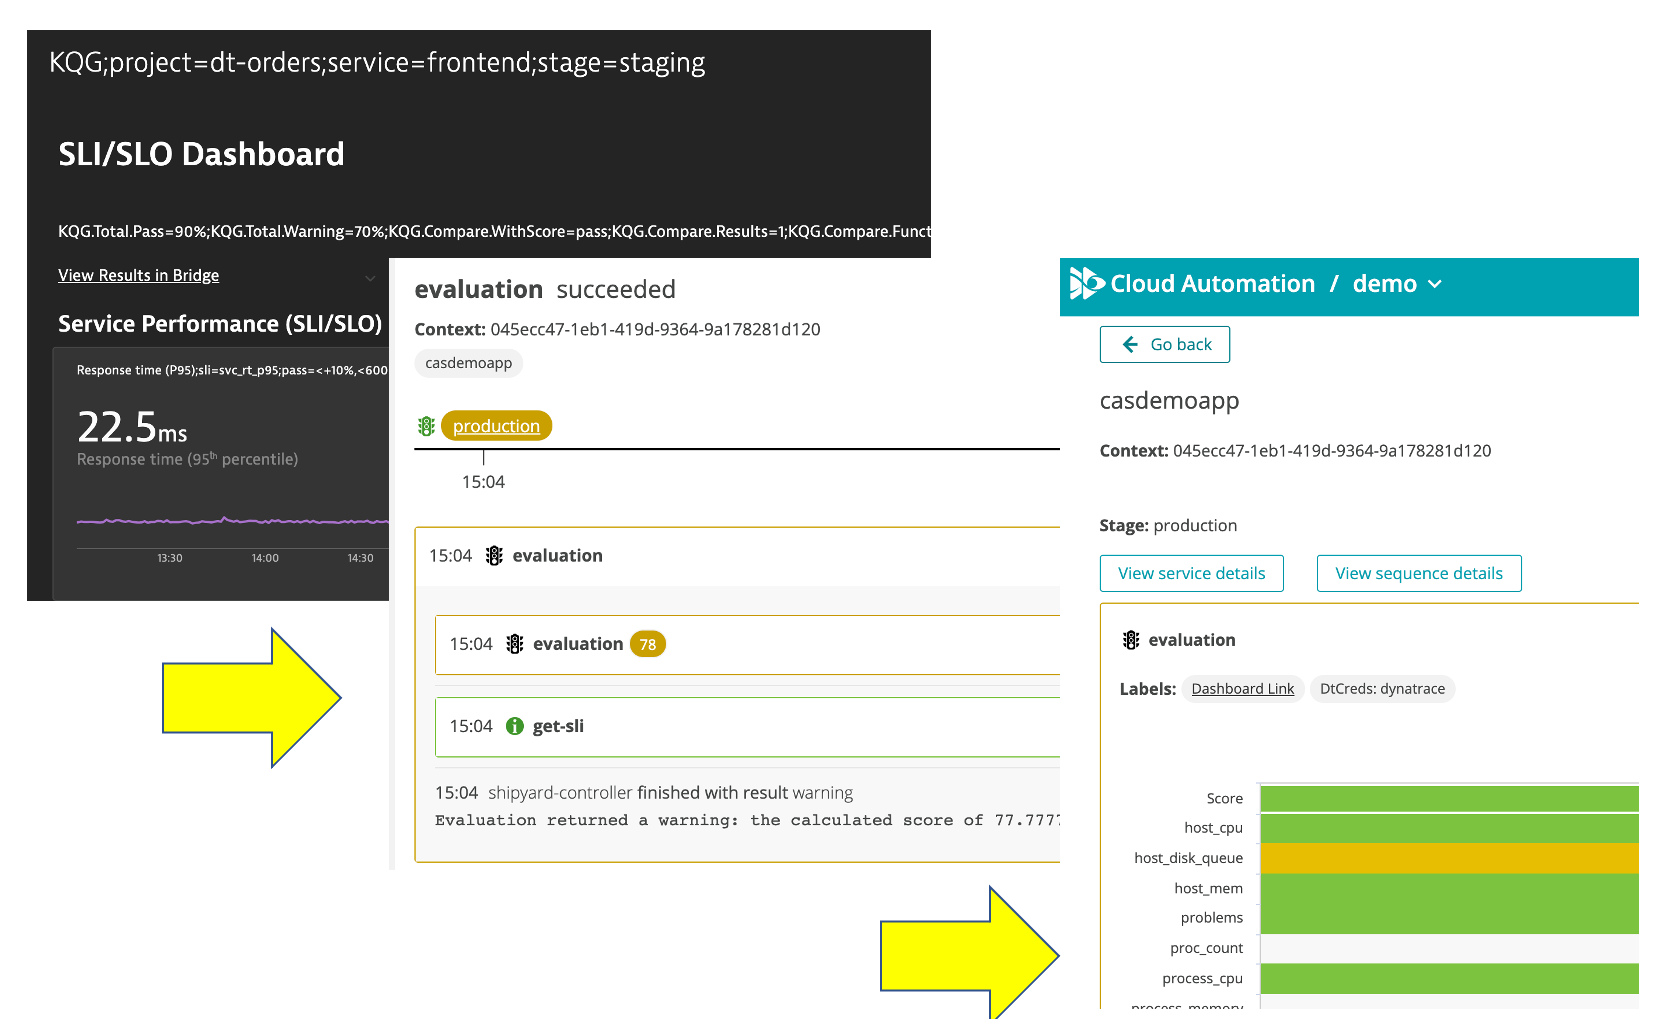 KQG;project=dt-orders;service=frontend;stage=staging
SLI/SLO Dashboard
KQG.Total.Pass=90%;KQG.Total.Warning=70%;KQG.Compare.WithScore=pass;KQG.Compare.Results=1;KQG.Compare.Funct
View Results in Bridge
Service Performance (SLI/SLO)
Response time (P95);sli=svc_rt_p95;pass=<+10%,<600
22.5ms
Response time (95th percentile)
13:30 14:00 14:30
evaluation succeeded
Context: 045ecc47-1eb1-419d-9364-9a178281d120
casdemoapp
production
15:04
15:04 evaluation
15:04 evaluation 78
15:04 get-sli
15:04 shipyard-controller finished with result warning
Evaluation returned a warning: the calculated score of 77.777
Cloud Automation / demo
Go back
casdemoapp
Context: 045ecc47-1eb1-419d-9364-9a178281d120
Stage: production
View service details View sequence details
evaluation
Labels: Dashboard Link DtCreds: dynatrace
Score
host_cpu
host_disk_queue
host_mem
problems
proc_count
process_cpu
process_memory